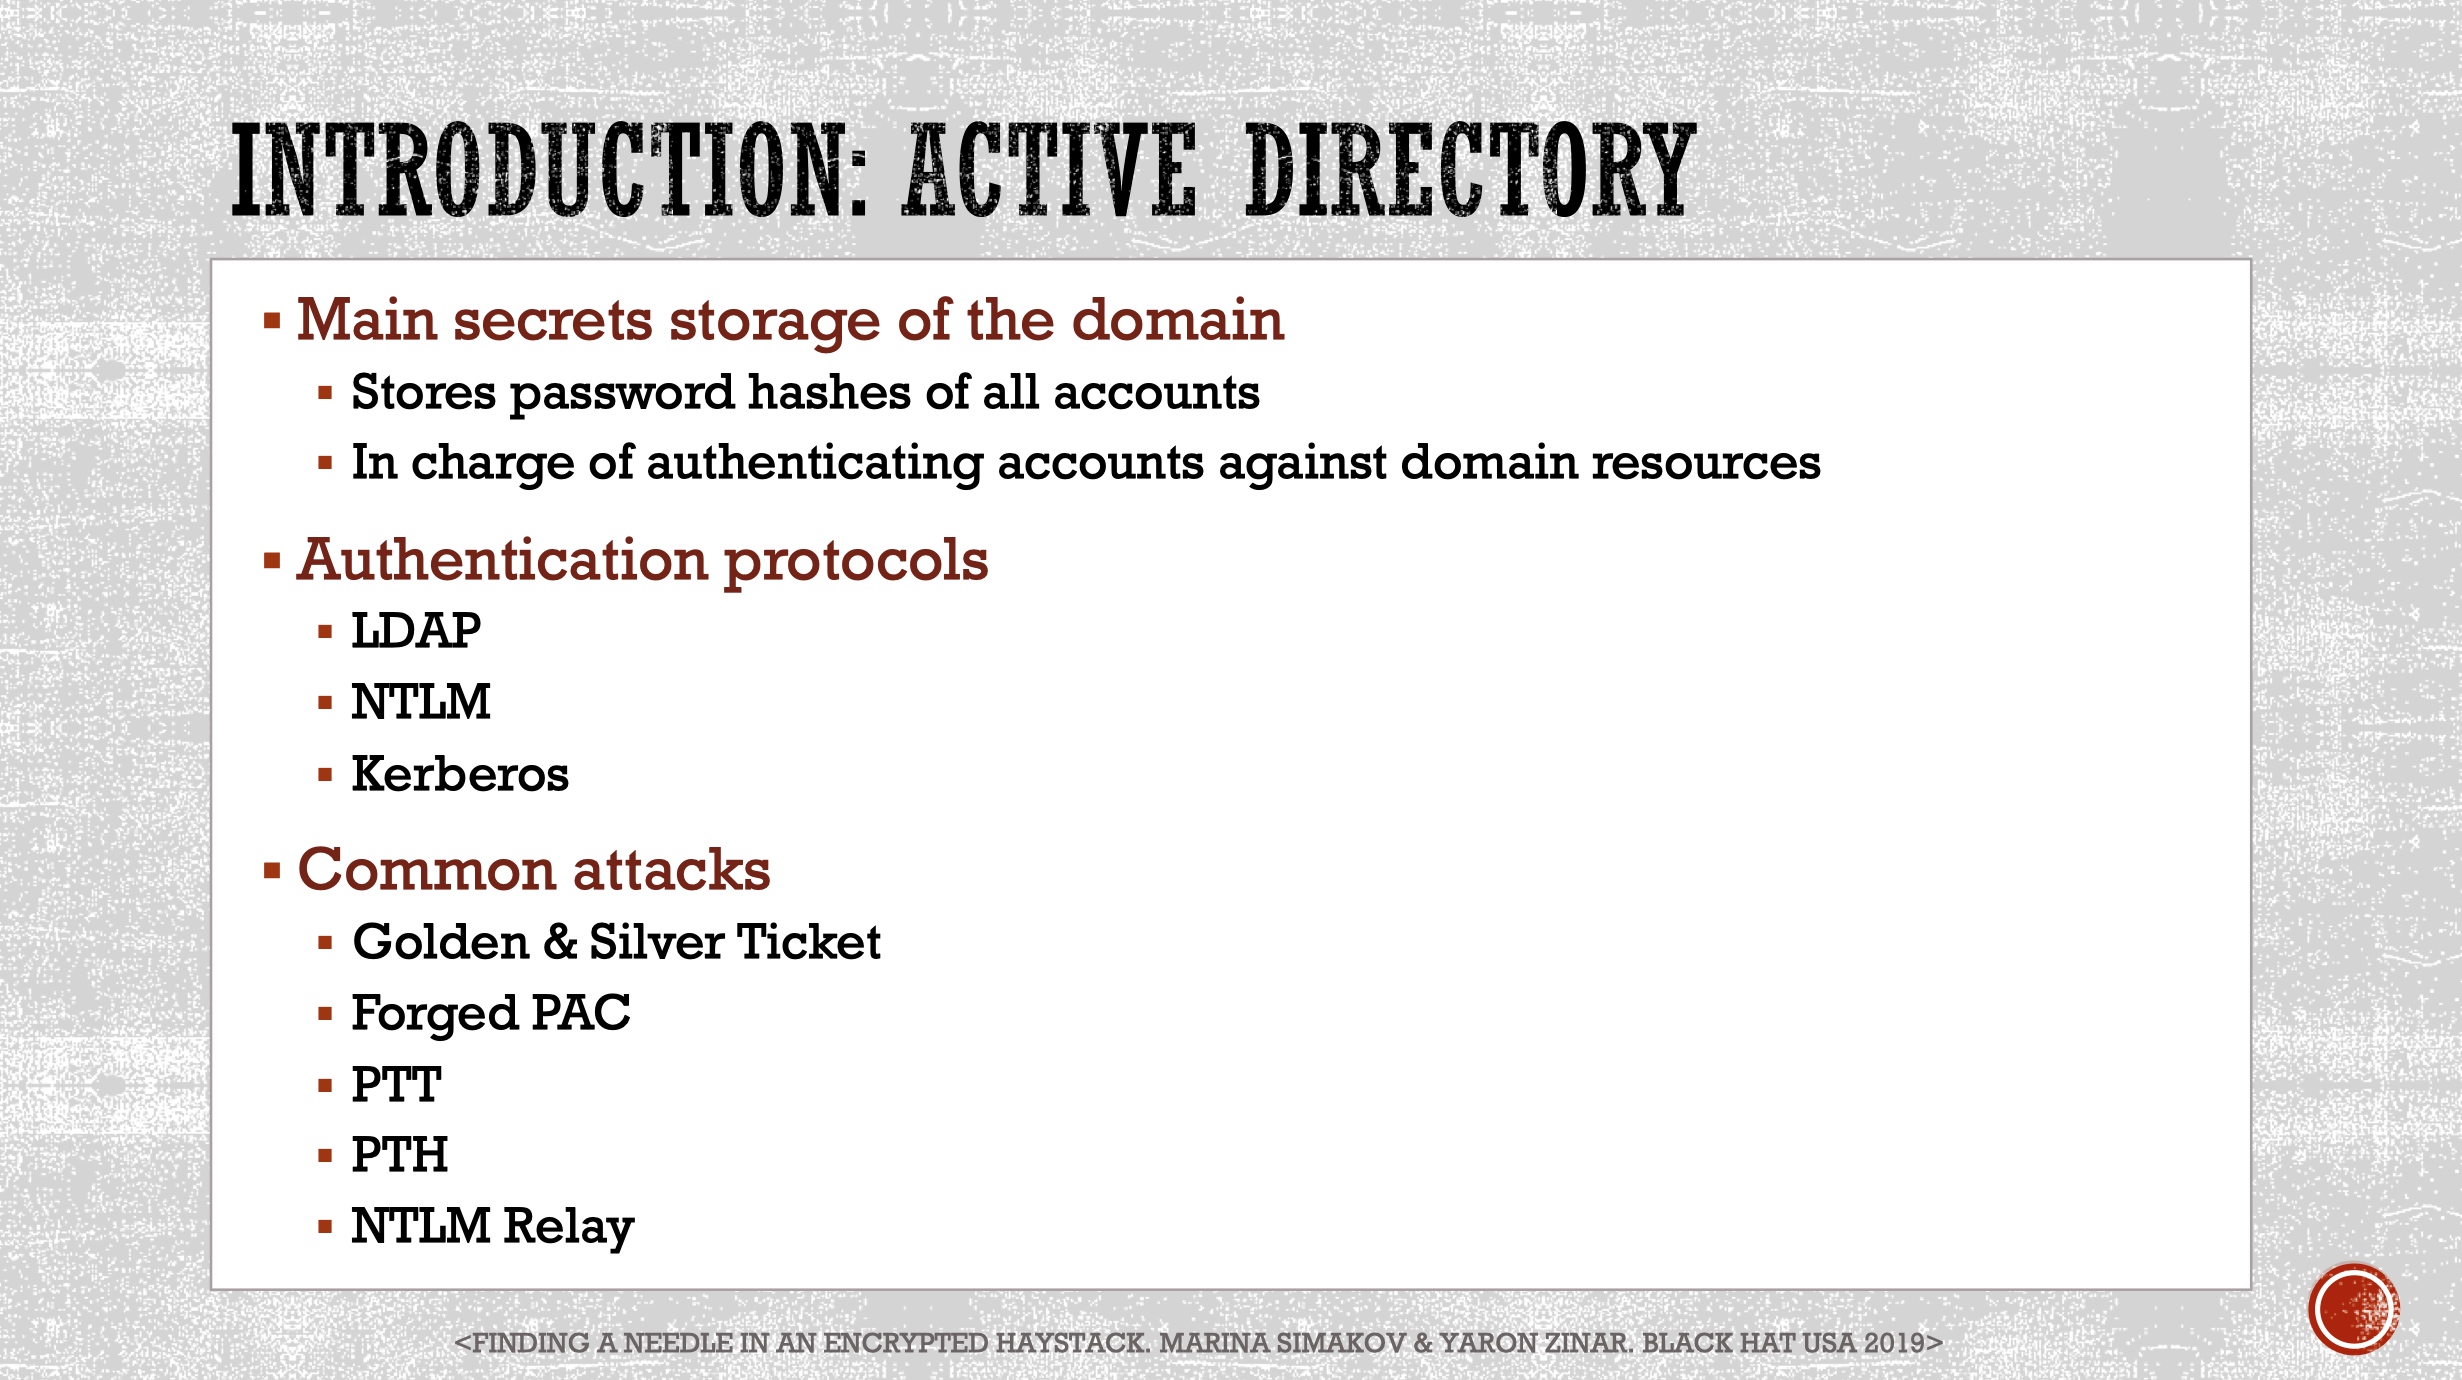 INTRODUCTION: ACTIVE DIRECTORY
▪ Main secrets storage of the domain
▪ Stores password hashes of all accounts
▪ In charge of authenticating accounts against domain resources
▪ Authentication protocols
▪ LDAP
▪ NTLM
▪ Kerberos
▪ Common attacks
▪ Golden & Silver Ticket
▪ Forged PAC
▪ PTT
▪ PTH
▪ NTLM Relay
<FINDING A NEEDLE IN AN ENCRYPTED HAYSTACK. MARINA SIMAKOV & YARON ZINAR. BLACK HAT USA 2019>